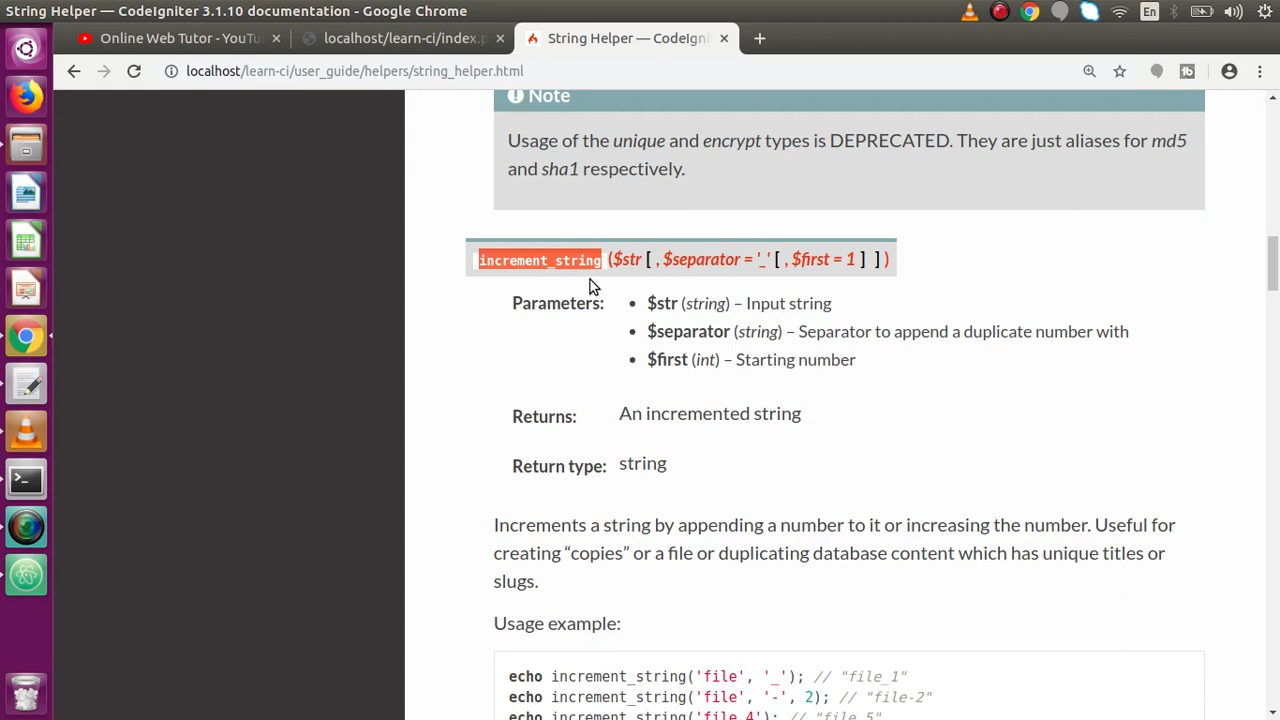 String Helper — CodeIgniter 3.1.10 documentation - Google Chrome
En
Online Web Tutor - YouTu
localhost/learn-ci/index.p
String Helper — CodeIgni
localhost/learn-ci/user_guide/helpers/string_helper.html
Note
Usage of the unique and encrypt types is DEPRECATED. They are just aliases for md5
and sha1 respectively.
increment_string ($str [ , $separator = '_' [ , $first = 1 ] ] )
Parameters:
• $str (string) – Input string
• $separator (string) – Separator to append a duplicate number with
• $first (int) – Starting number
Returns: An incremented string
Return type: string
Increments a string by appending a number to it or increasing the number. Useful for
creating “copies” or a file or duplicating database content which has unique titles or
slugs.
Usage example:
echo increment_string('file', '_'); // "file_1"
echo increment_string('file', '-', 2); // "file-2"
echo increment_string('file_4'); // "file_5"